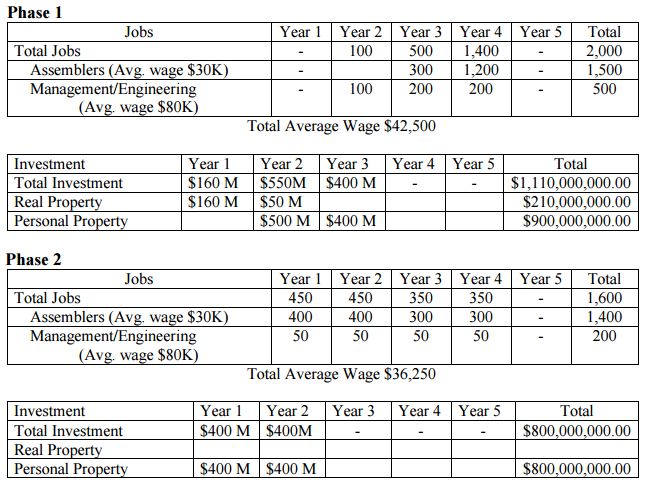 Phase 1
Jobs Year 1 Year 2 Year 3 Year 4 Year 5 Total
Total Jobs - 100 500 1,400 - 2,000
Assemblers (Avg. wage $30K) - 300 1,200 - 1,500
Management/Engineering - 100 200 200 - 500
(Avg. wage $80K)
Total Average Wage $42,500
Investment Year 1 Year 2 Year 3 Year 4 Year 5 Total
Total Investment $160 M $550M $400 M - - $1,110,000,000.00
Real Property $160 M $50 M $210,000,000.00
Personal Property $500 M $400 M $900,000,000.00
Phase 2
Jobs Year 1 Year 2 Year 3 Year 4 Year 5 Total
Total Jobs 450 450 350 350 - 1,600
Assemblers (Avg. wage $30K) 400 400 300 300 - 1,400
Management/Engineering 50 50 50 50 - 200
(Avg. wage $80K)
Total Average Wage $36,250
Investment Year 1 Year 2 Year 3 Year 4 Year 5 Total
Total Investment $400 M $400M - - - $800,000,000.00
Real Property
Personal Property $400 M $400 M $800,000,000.00